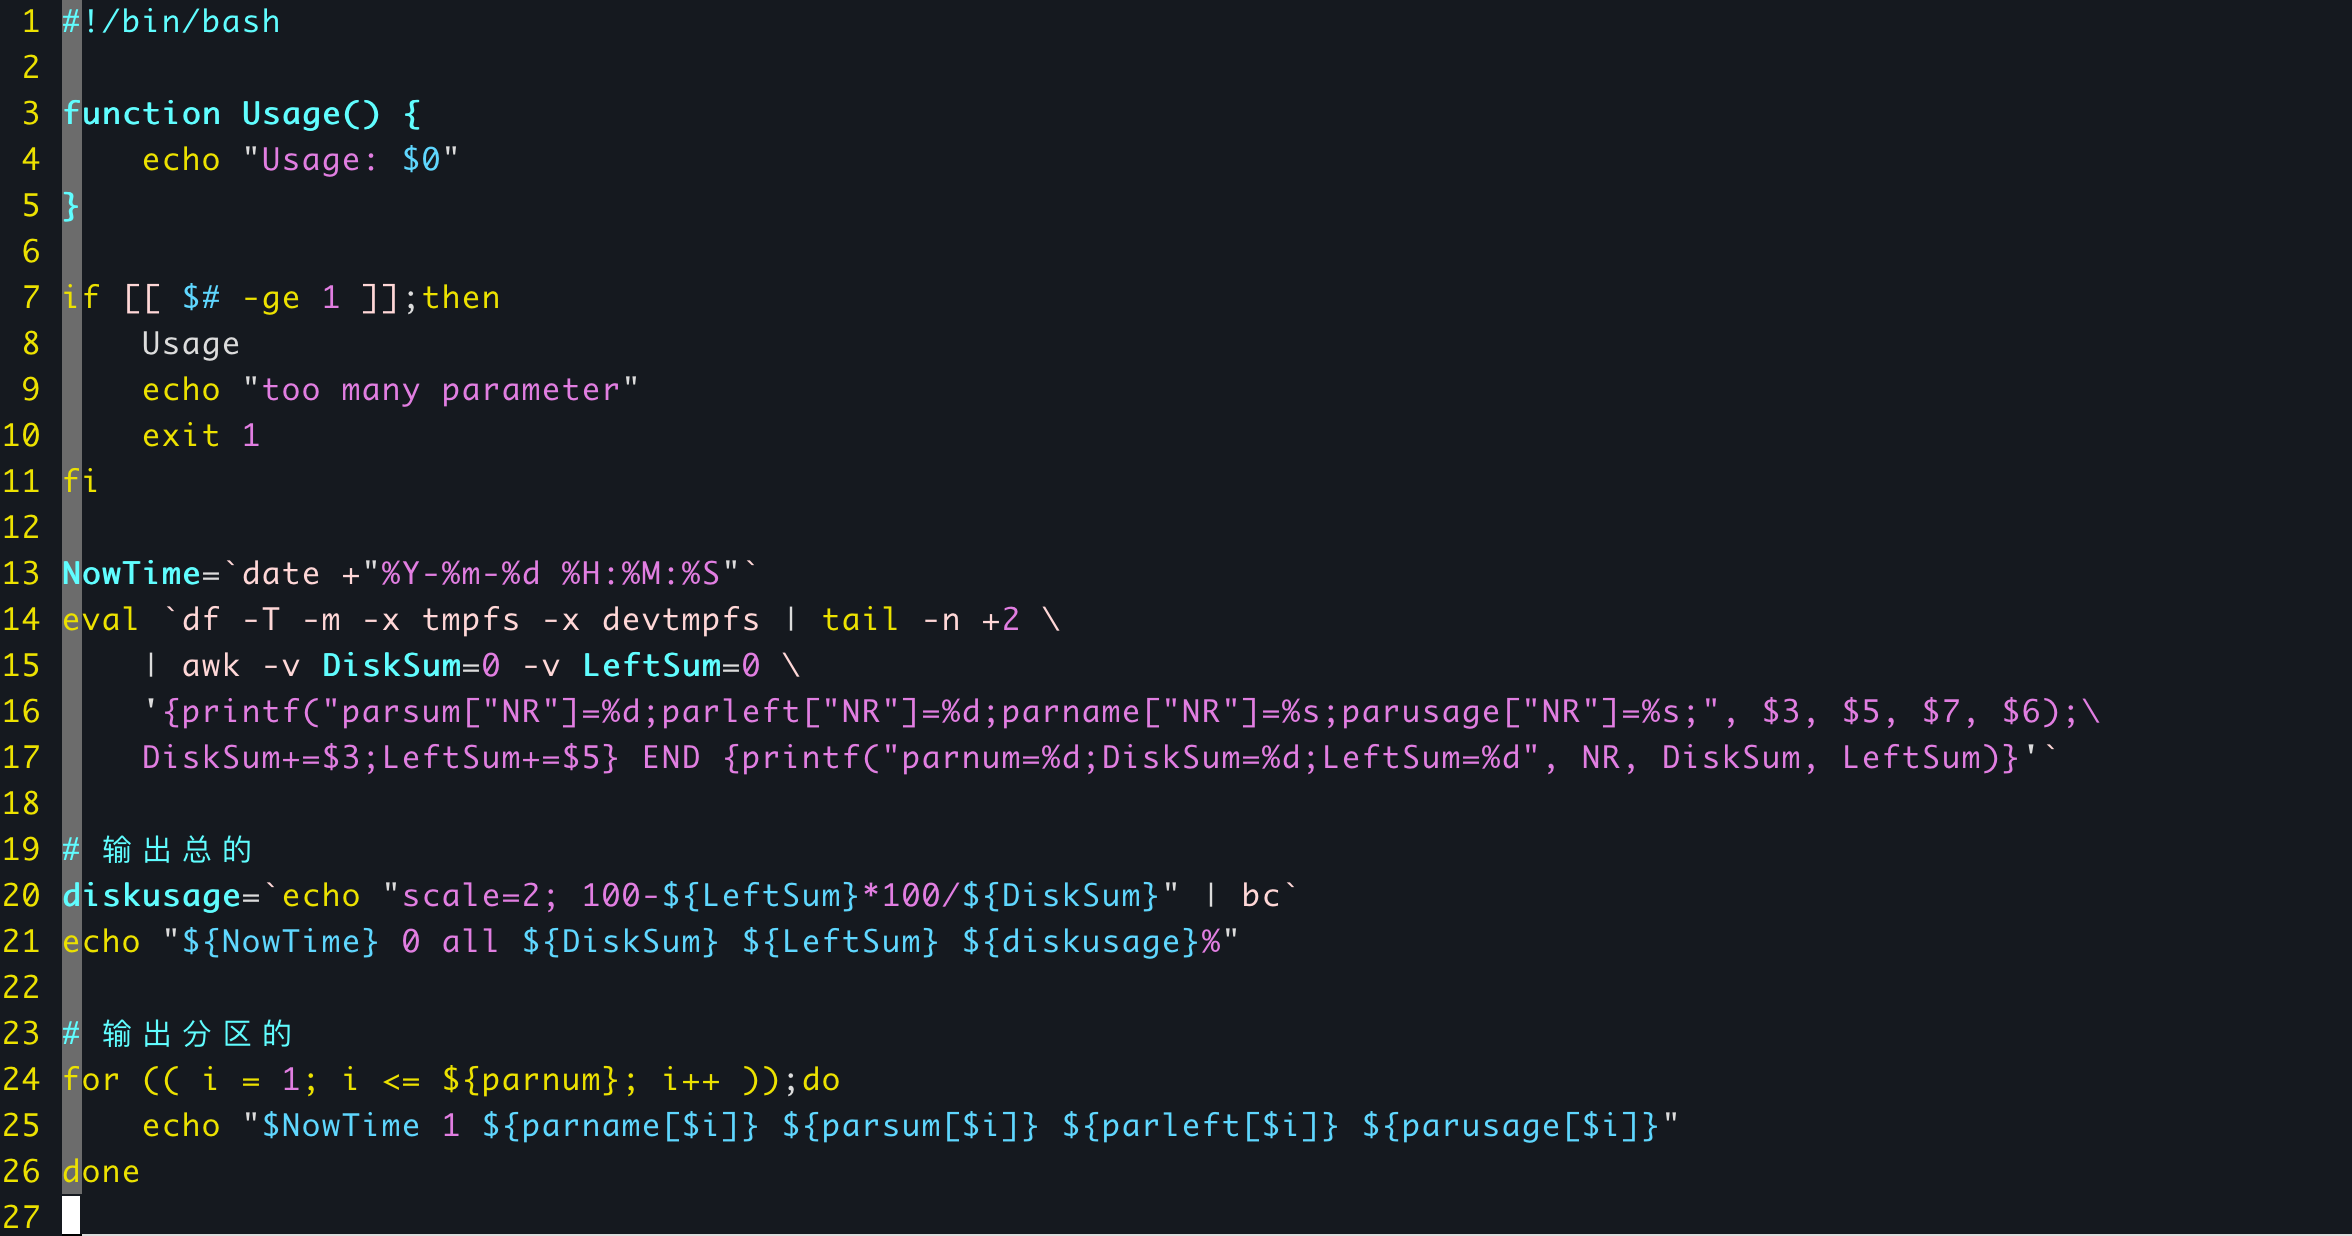 1 #!/bin/bash
2
3 function Usage() {
4     echo "Usage: $0"
5 }
6
7 if [[ $# -ge 1 ]];then
8     Usage
9     echo "too many parameter"
10     exit 1
11 fi
12
13 NowTime=`date +"%Y-%m-%d %H:%M:%S"`
14 eval `df -T -m -x tmpfs -x devtmpfs | tail -n +2 \
15     | awk -v DiskSum=0 -v LeftSum=0 \
16     '{printf("parsum["NR"]=%d;parleft["NR"]=%d;parname["NR"]=%s;parusage["NR"]=%s;", $3, $5, $7, $6);\
17     DiskSum+=$3;LeftSum+=$5} END {printf("parnum=%d;DiskSum=%d;LeftSum=%d", NR, DiskSum, LeftSum)}'`
18
19 # 输出总的
20 diskusage=`echo "scale=2; 100-${LeftSum}*100/${DiskSum}" | bc`
21 echo "${NowTime} 0 all ${DiskSum} ${LeftSum} ${diskusage}%"
22
23 # 输出分区的
24 for (( i = 1; i <= ${parnum}; i++ ));do
25     echo "$NowTime 1 ${parname[$i]} ${parsum[$i]} ${parleft[$i]} ${parusage[$i]}"
26 done
27